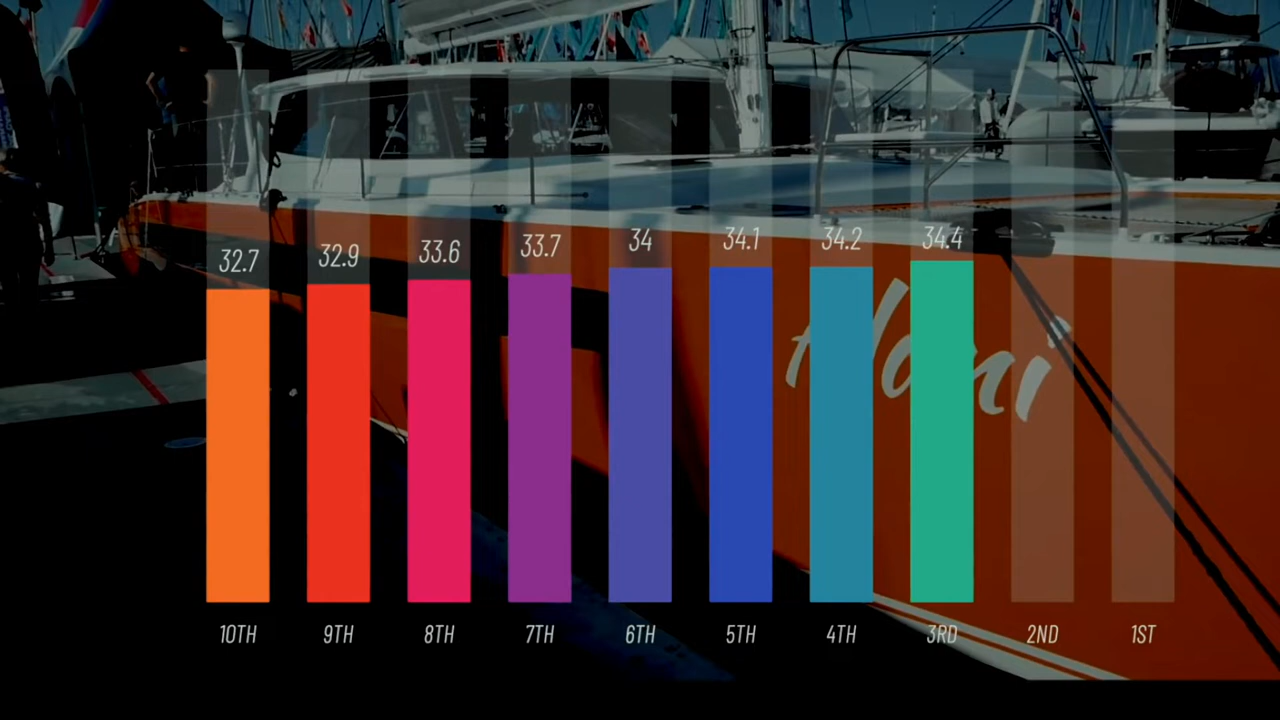 32.7
32.9
33.6
33.7
34
34.1
34.2
34.4
10TH
9TH
8TH
7TH
6TH
5TH
4TH
3RD
2ND
1ST